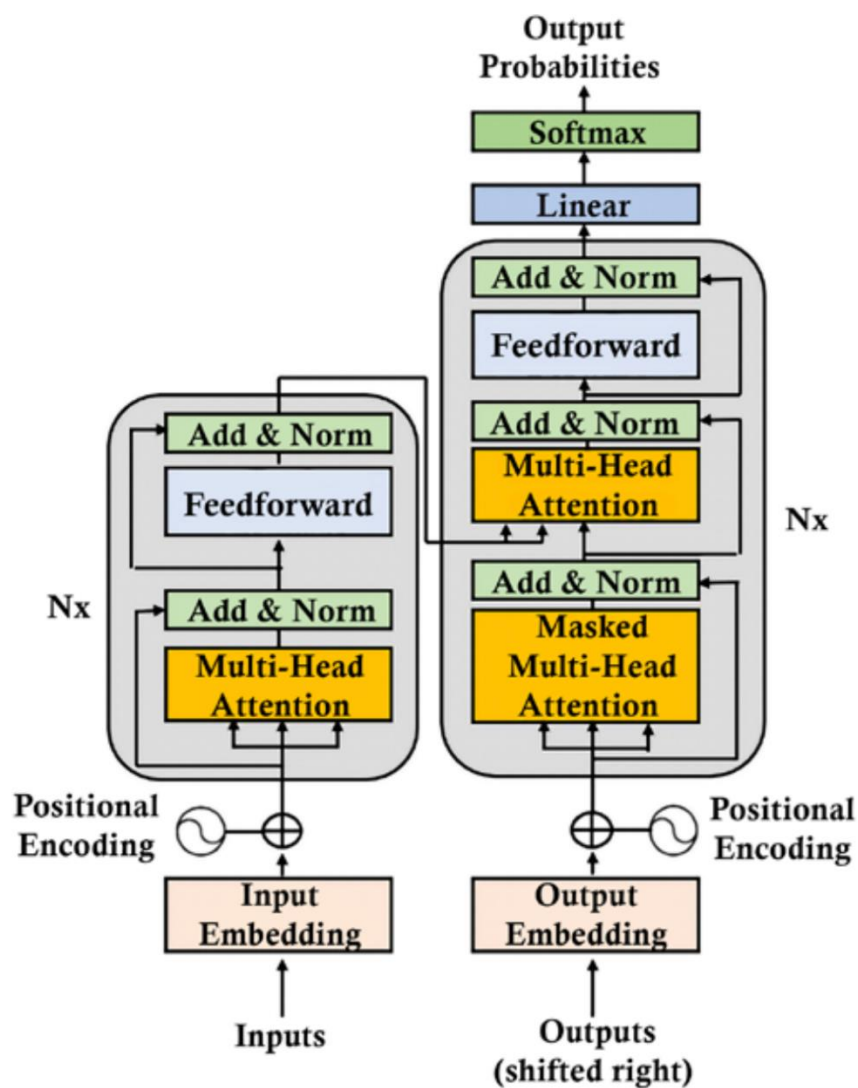 Output
Probabilities
Softmax
Linear
Add & Norm
Feedforward
Add & Norm
Multi-Head
Attention
Nx
Add & Norm
Masked
Multi-Head
Attention
Add & Norm
Feedforward
Nx
Add & Norm
Multi-Head
Attention
Positional
Encoding
Positional
Encoding
Input
Embedding
Output
Embedding
Inputs
Outputs
(shifted right)